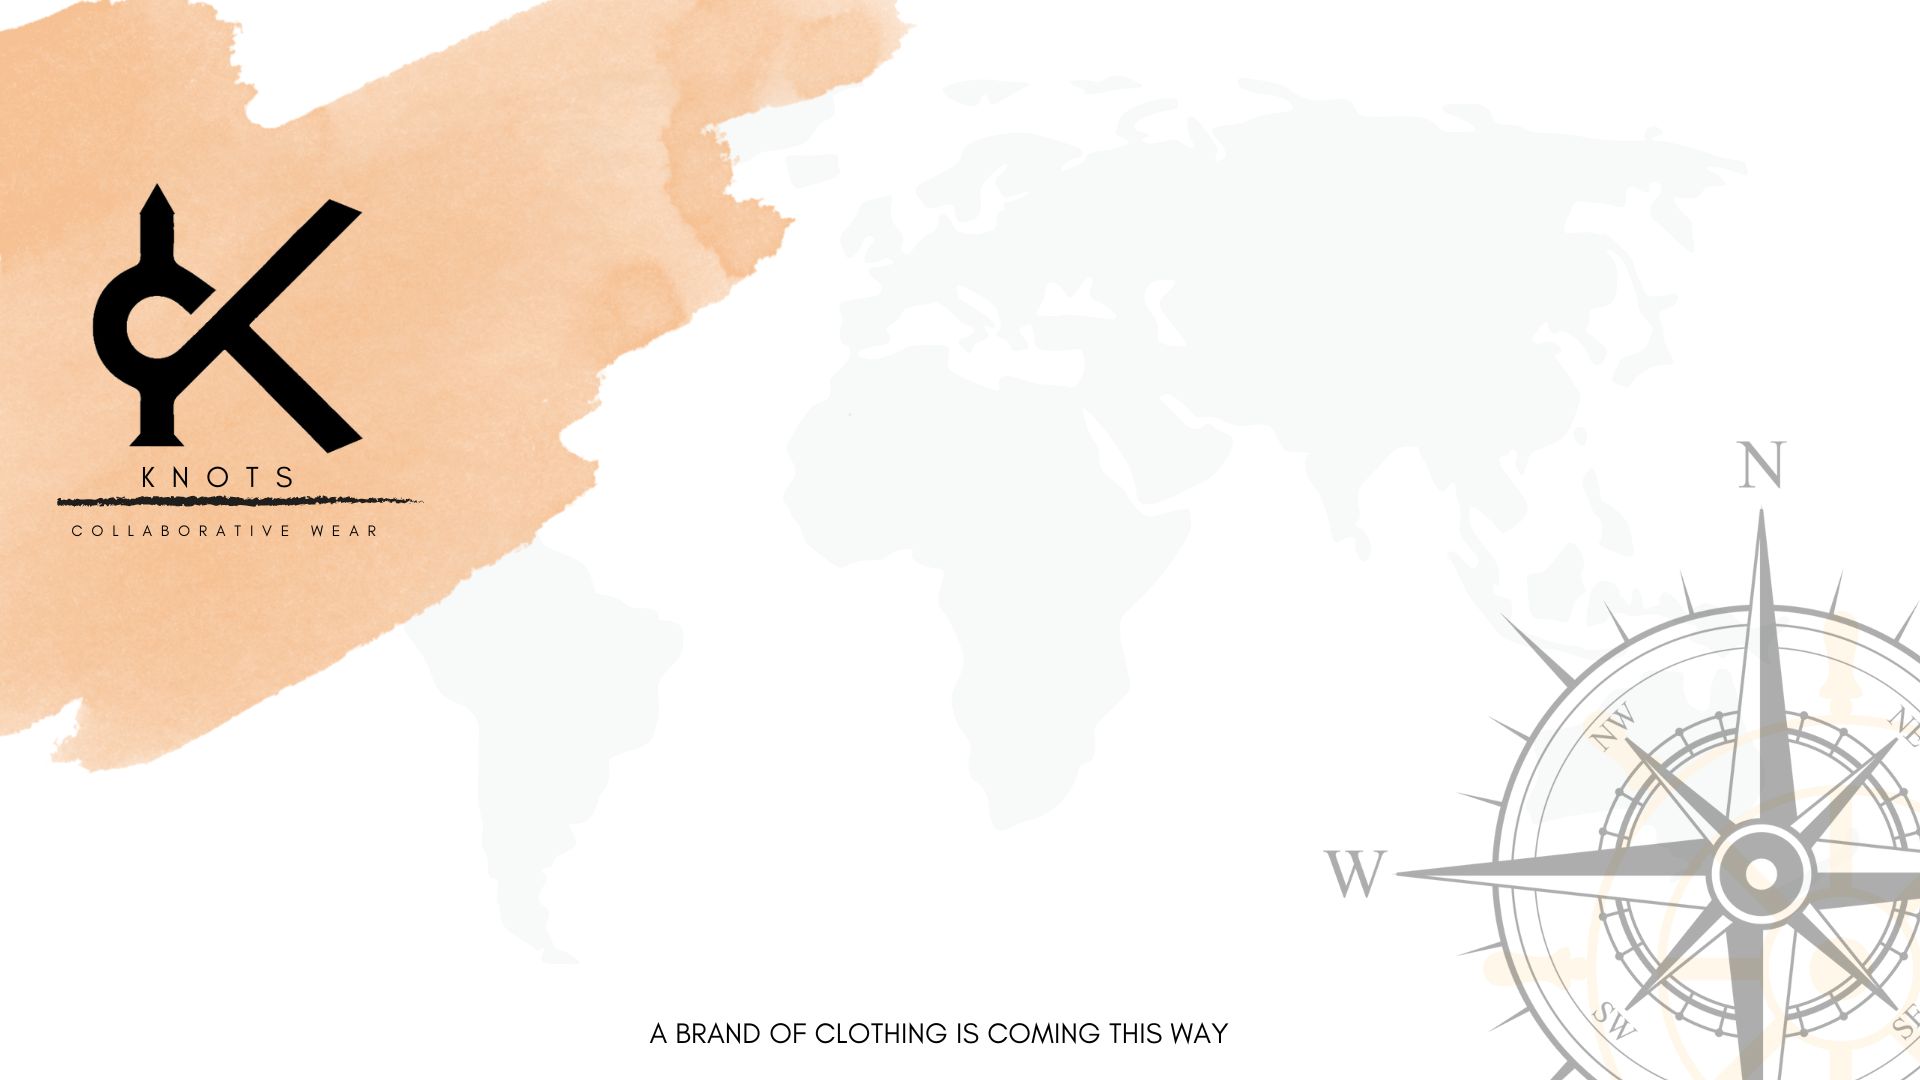 KNOTS
COLLABORATIVE WEAR
N
NW
NE
W
SW
SE
A BRAND OF CLOTHING IS COMING THIS WAY